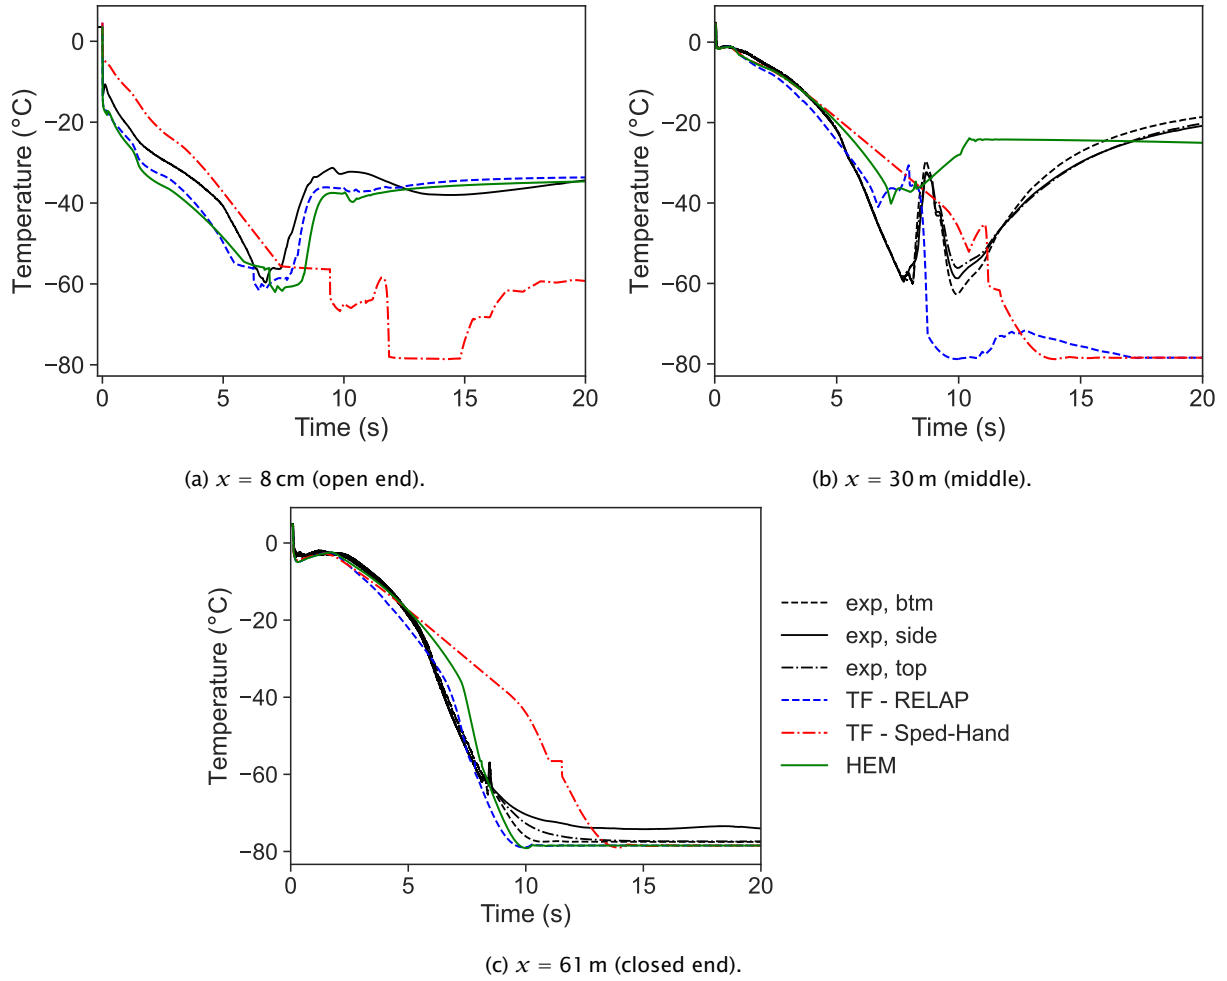 0
−20
−40
−60
−80
Temperature (°C)
0 5 10 15 20
Time (s)
(a) x = 8 cm (open end).
0
−20
−40
−60
−80
Temperature (°C)
0 5 10 15 20
Time (s)
(b) x = 30 m (middle).
0
−20
−40
−60
−80
Temperature (°C)
0 5 10 15 20
Time (s)
exp, btm
exp, side
exp, top
TF - RELAP
TF - Sped-Hand
HEM
(c) x = 61 m (closed end).